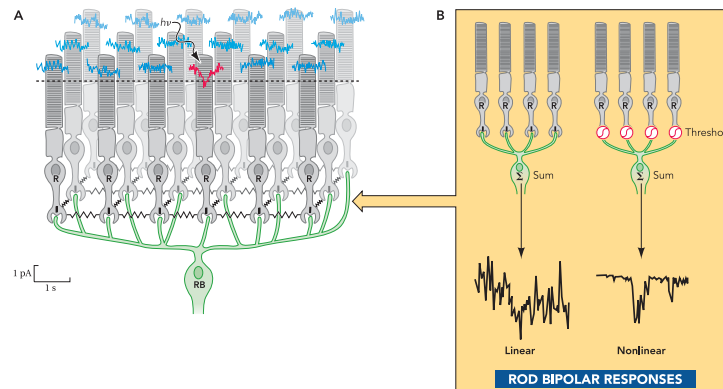 A
hν
R R R R
1 pA
1 s
RB
B
R R R R
R R R R
Σ Sum
Σ Sum
Linear
Nonlinear
ROD BIPOLAR RESPONSES